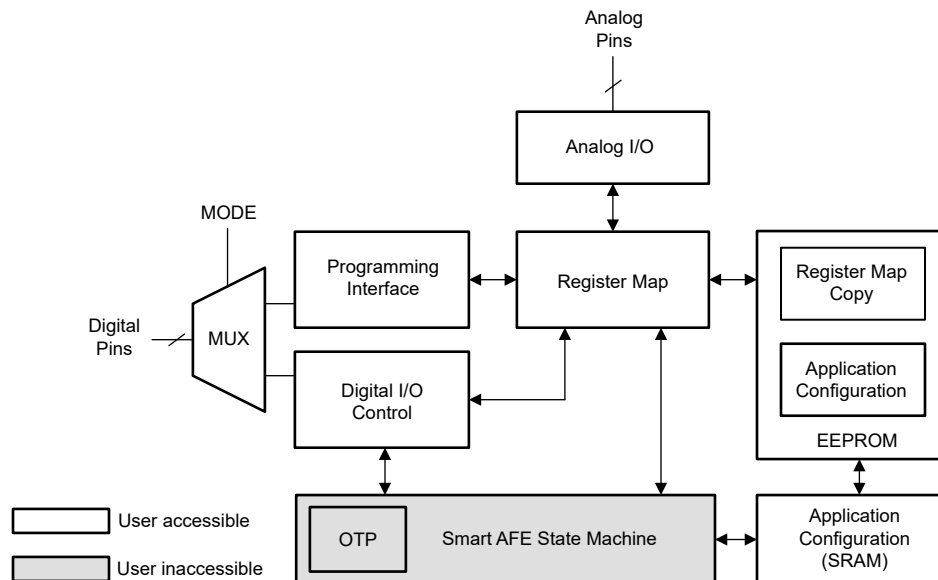 Analog
Pins
Analog I/O
MODE
Programming
Interface
Register Map
Register Map
Copy
Digital
Pins
MUX
Digital I/O
Control
Application
Configuration
EEPROM
User accessible
OTP
Smart AFE State Machine
Application
Configuration
(SRAM)
User inaccessible